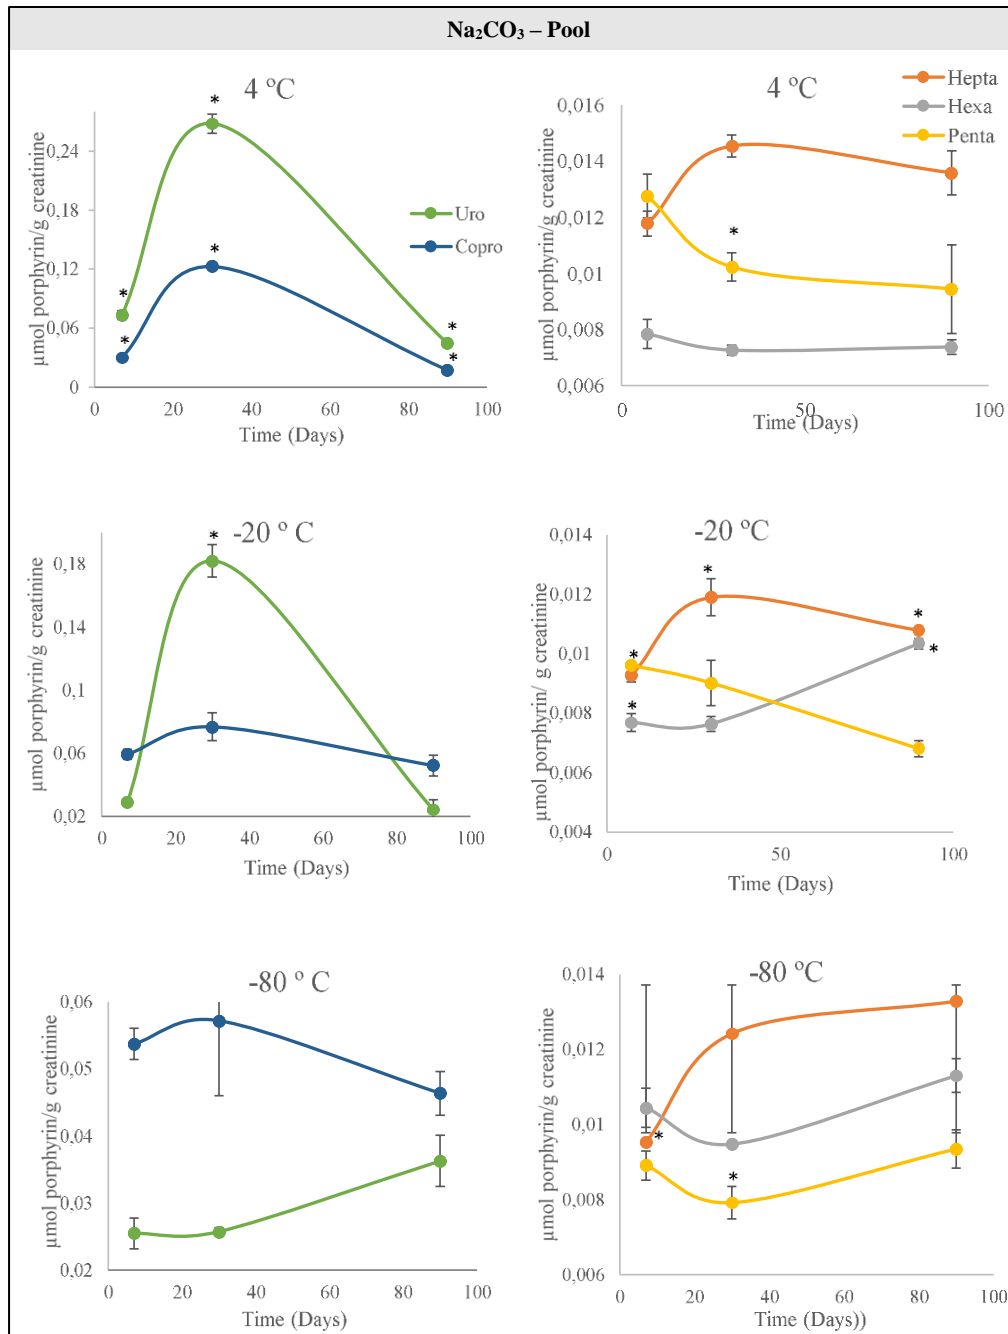 Na₂CO₃ – Pool
4 ºC
µmol porphyrin/g creatinine
0,24
0,18
0,12
0,06
0
*
*
*
*
*
*
Uro
Copro
0 20 40 60 80 100
Time (Days)
4 ºC
Hepta
Hexa
Penta
µmol porphyrin/g creatinine
0,016
0,014
0,012
0,01
0,008
0,006
*
0 50 100
Time (Days)
-20 º C
µmol porphyrin/g creatinine
0,18
0,14
0,1
0,06
0,02
*
0 20 40 60 80 100
Time (Days)
-20 ºC
µmol porphyrin/ g creatinine
0,014
0,012
0,01
0,008
0,006
0,004
*
*
*
*
*
0 50 100
Time (Days)
-80 º C
µmol porphyrin/g creatinine
0,06
0,05
0,04
0,03
0,02
0 20 40 60 80 100
Time (Days)
-80 ºC
µmol porphyrin/g creatinine
0,014
0,012
0,01
0,008
0,006
*
*
0 20 40 60 80 100
Time (Days))